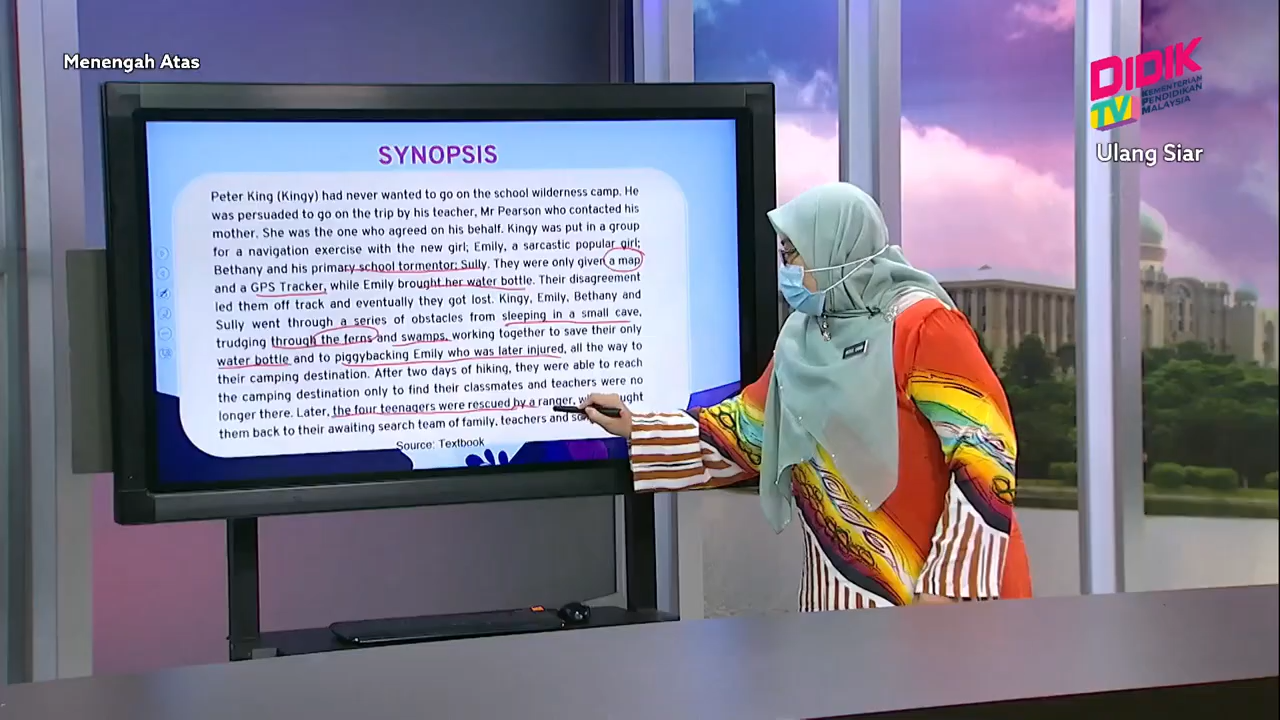 Menengah Atas
DIDIK
TV
KEMENTERIAN
PENDIDIKAN
MALAYSIA
Ulang Siar
SYNOPSIS
Peter King (Kingy) had never wanted to go on the school wilderness camp. He
was persuaded to go on the trip by his teacher, Mr Pearson who contacted his
mother. She was the one who agreed on his behalf. Kingy was put in a group
for a navigation exercise with the new girl; Emily, a sarcastic popular girl;
Bethany and his primary school tormentor; Sully. They were only given a map
and a GPS Tracker, while Emily brought her water bottle. Their disagreement
led them off track and eventually they got lost. Kingy, Emily, Bethany and
Sully went through a series of obstacles from sleeping in a small cave,
trudging through the ferns and swamps, working together to save their only
water bottle and to piggybacking Emily who was later injured, all the way to
their camping destination. After two days of hiking, they were able to reach
the camping destination only to find their classmates and teachers were no
longer there. Later, the four teenagers were rescued by a ranger,
them back to their awaiting search team of family, teachers and
Source: Textbook